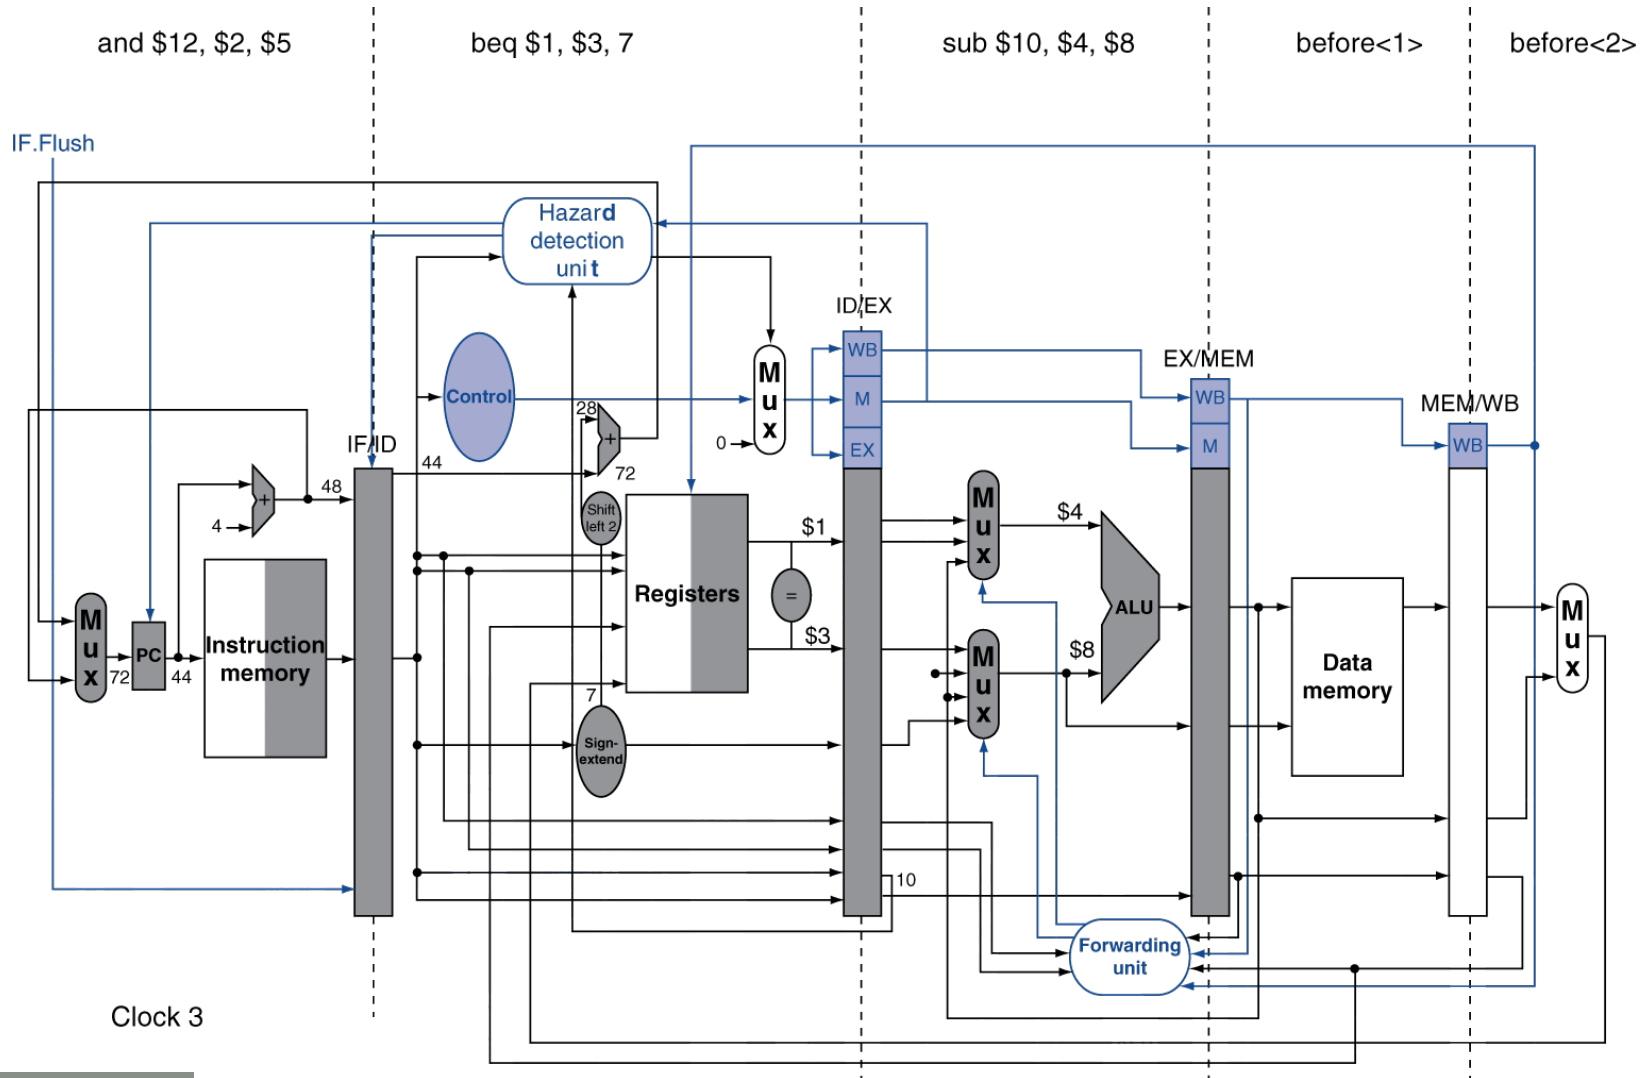 and $12, $2, $5
beq $1, $3, 7
sub $10, $4, $8
before<1>
before<2>
IF.Flush
Hazard
detection
unit
ID/EX
WB
M
EX
Control
Mux
0
28
+
72
44
EX/MEM
WB
M
MEM/WB
WB
IF/ID
48
+
4
Shift
left 2
Registers
$1
=
$3
Mux
$4
ALU
Mux
$8
Mux
72
PC
44
Instruction
memory
7
Sign-
extend
Data
memory
Mux
10
Forwarding
unit
Clock 3